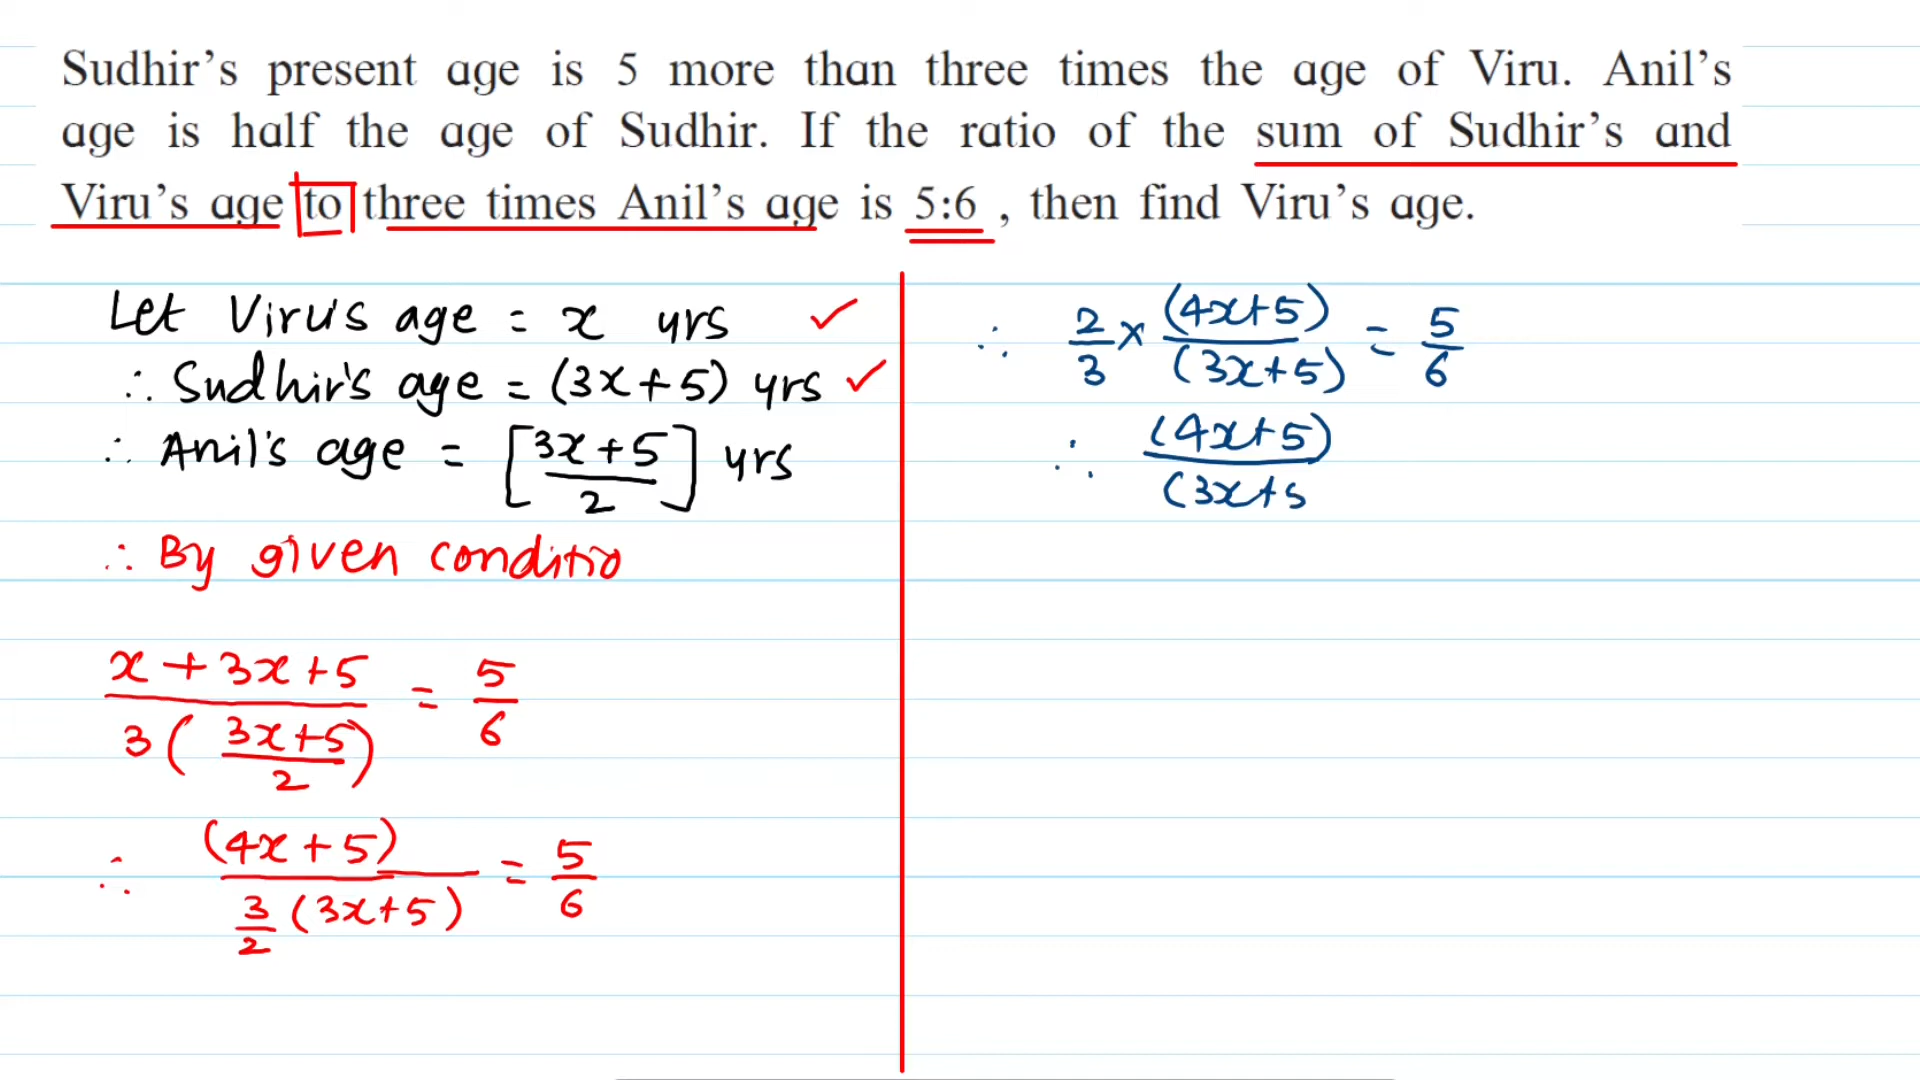 Sudhir’s present age is 5 more than three times the age of Viru. Anil’s
age is half the age of Sudhir. If the ratio of the sum of Sudhir’s and
Viru’s age to three times Anil’s age is 5:6 , then find Viru’s age.
Let Viru's age = x yrs ✓
∴ Sudhir's age = (3x+5) yrs ✓
∴ Anil's age = [(3x+5)/2] yrs
∴ By given conditio
(x+3x+5)/(3((3x+5)/2)) = 5/6
∴ (4x+5)/(3/2(3x+5)) = 5/6
∴ 2/3 × (4x+5)/(3x+5) = 5/6
∴ (4x+5)/(3x+5